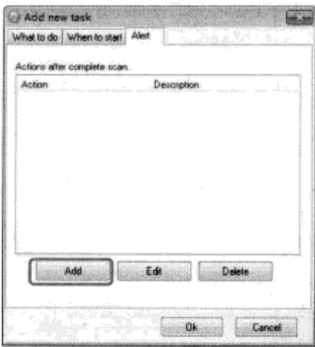 Add new task
What to do When to start Alert
Actions after complete scan.
Action Description
Add Edit Delete
Ok Cancel